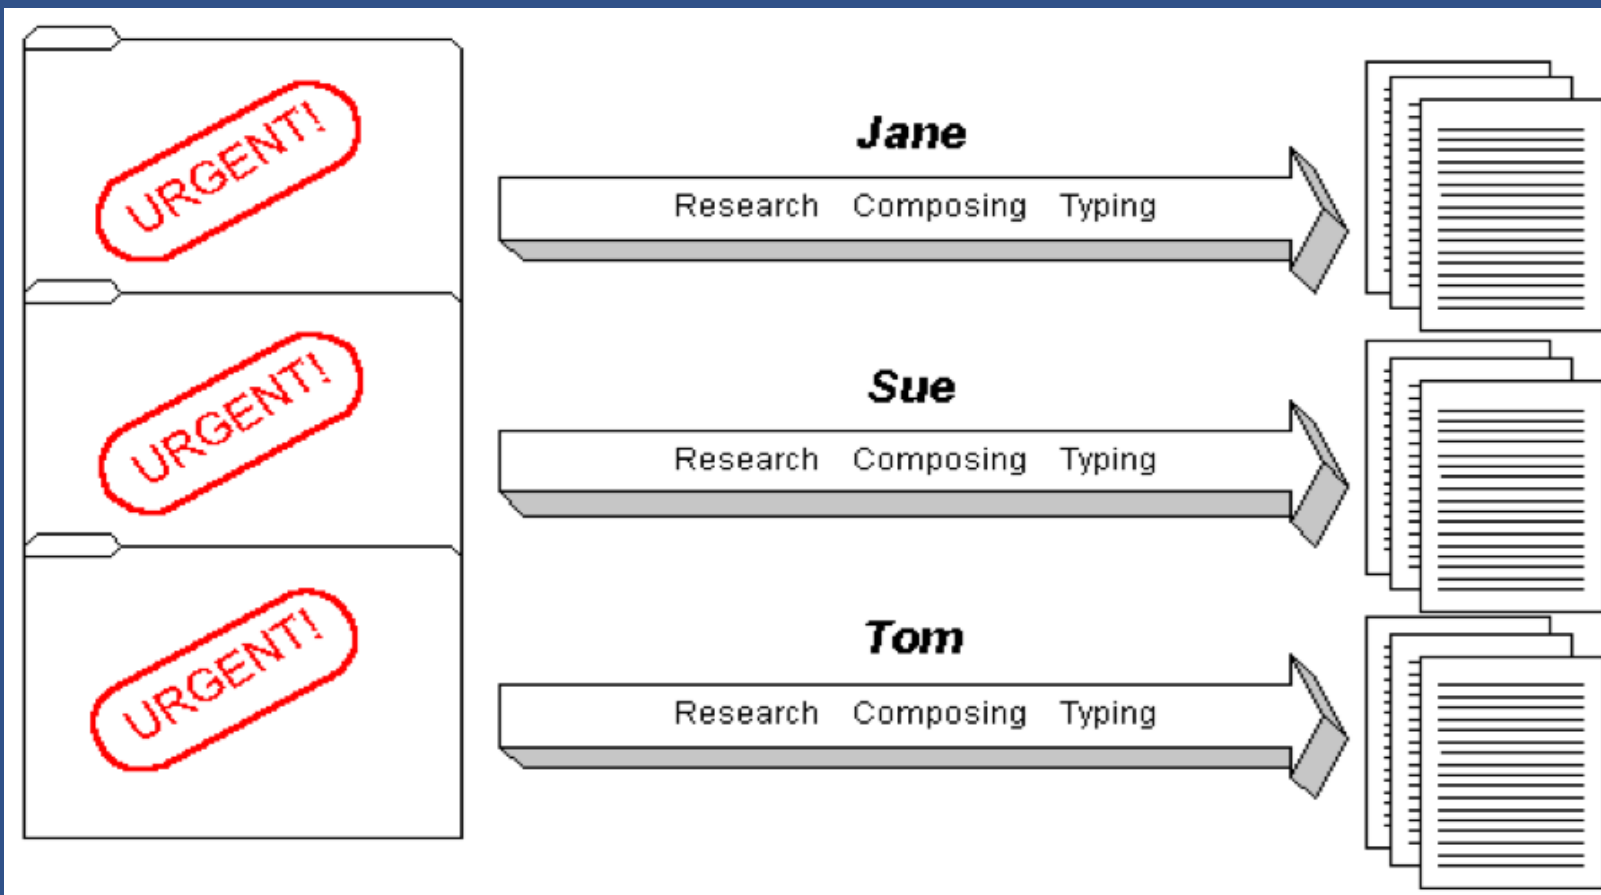 URGENT!
Jane
Research Composing Typing
URGENT!
Sue
Research Composing Typing
URGENT!
Tom
Research Composing Typing